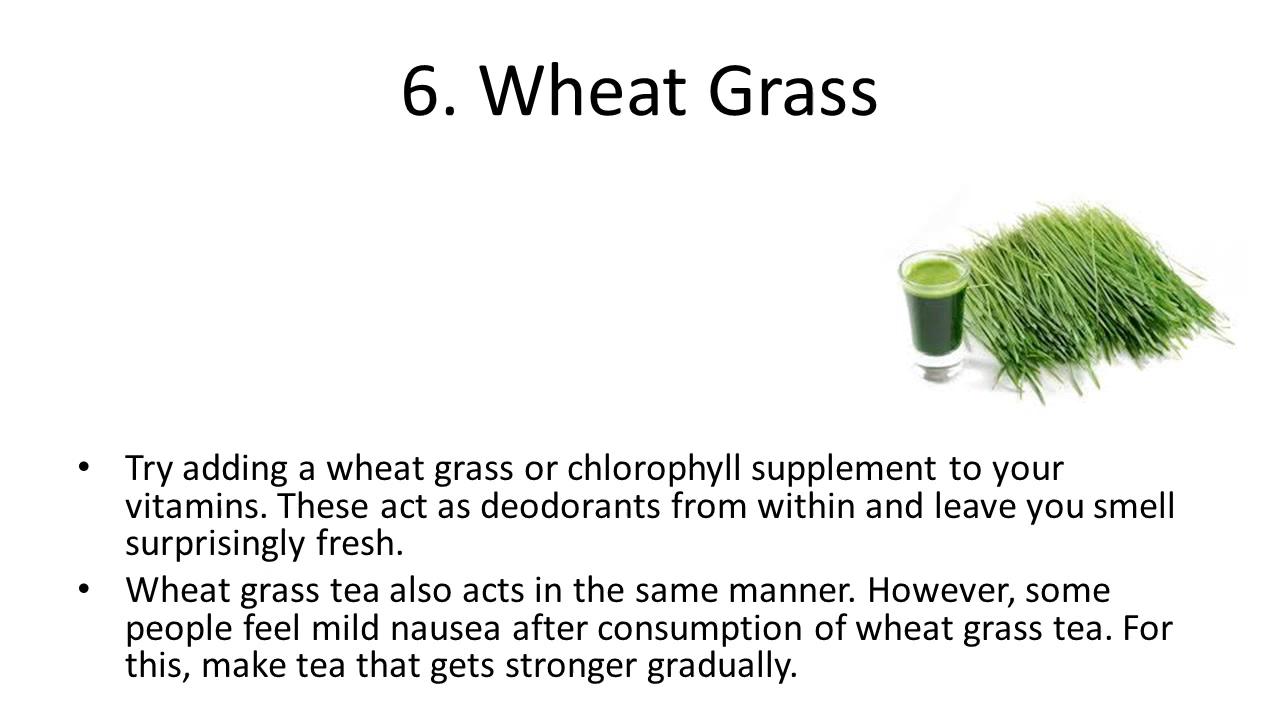 6. Wheat Grass
• Try adding a wheat grass or chlorophyll supplement to your
vitamins. These act as deodorants from within and leave you smell
surprisingly fresh.
• Wheat grass tea also acts in the same manner. However, some
people feel mild nausea after consumption of wheat grass tea. For
this, make tea that gets stronger gradually.